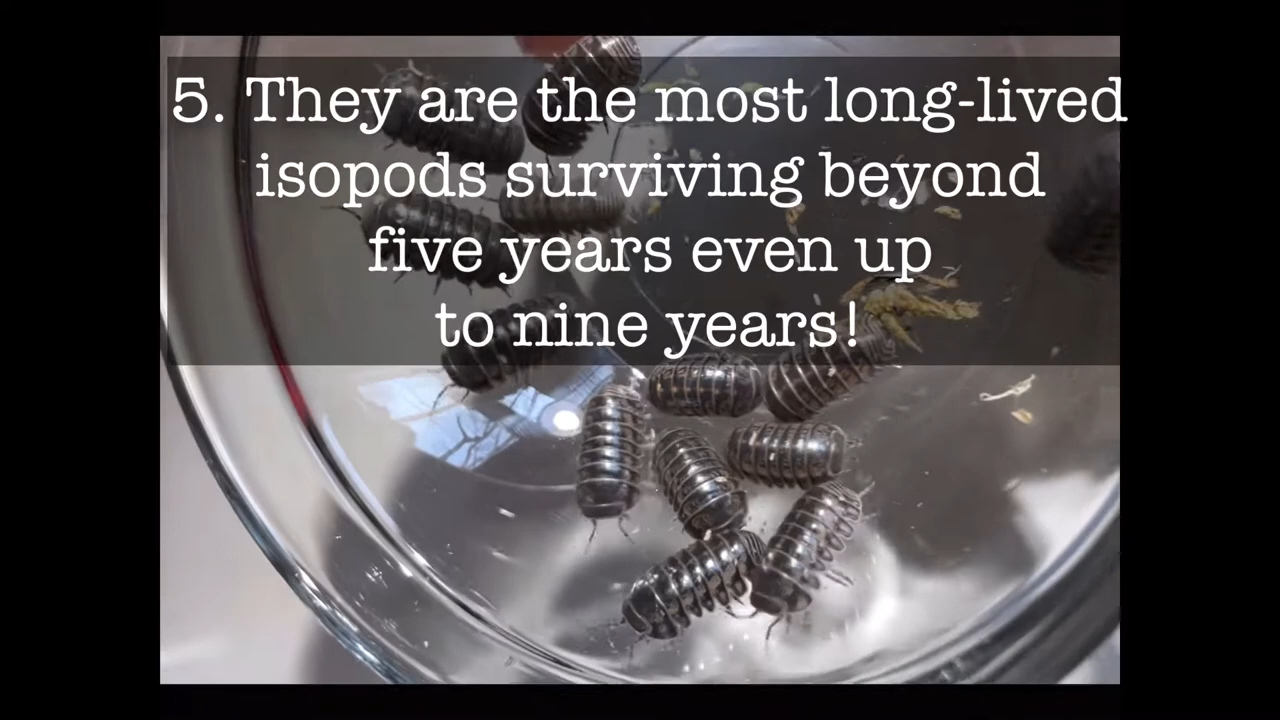 5. They are the most long-lived
isopods surviving beyond
five years even up
to nine years!